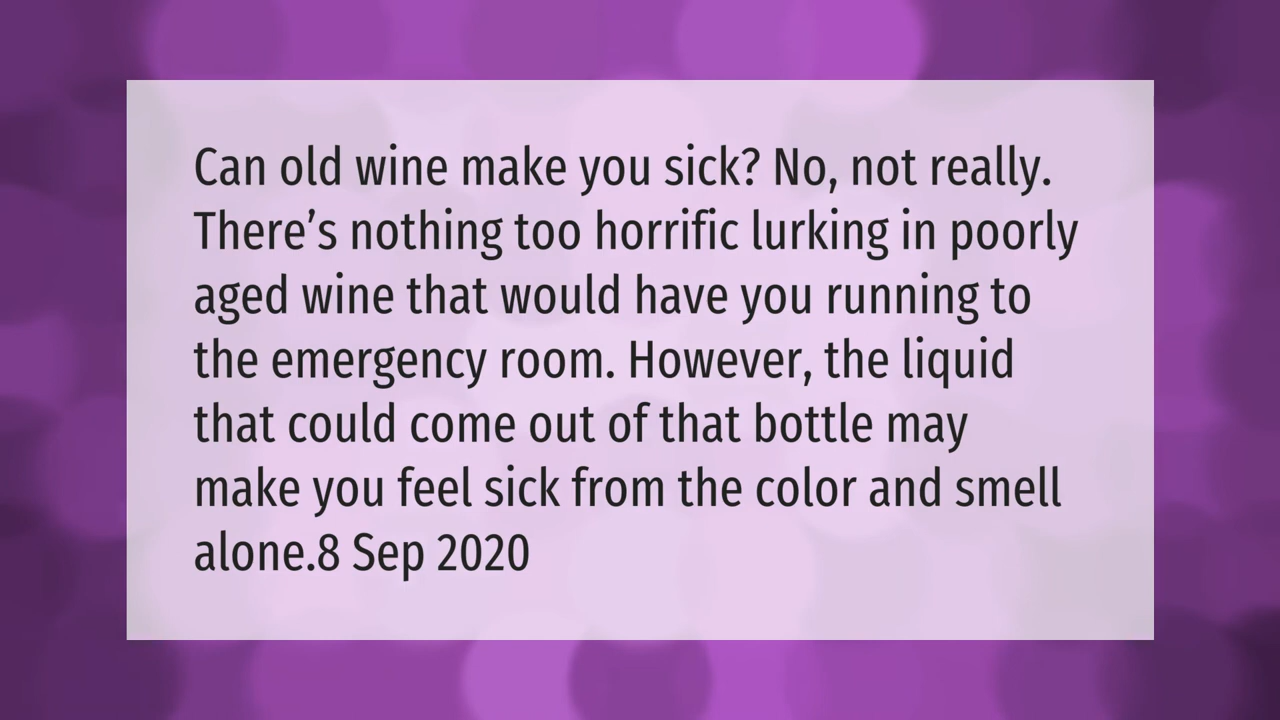 Can old wine make you sick? No, not really.
There’s nothing too horrific lurking in poorly
aged wine that would have you running to
the emergency room. However, the liquid
that could come out of that bottle may
make you feel sick from the color and smell
alone.8 Sep 2020